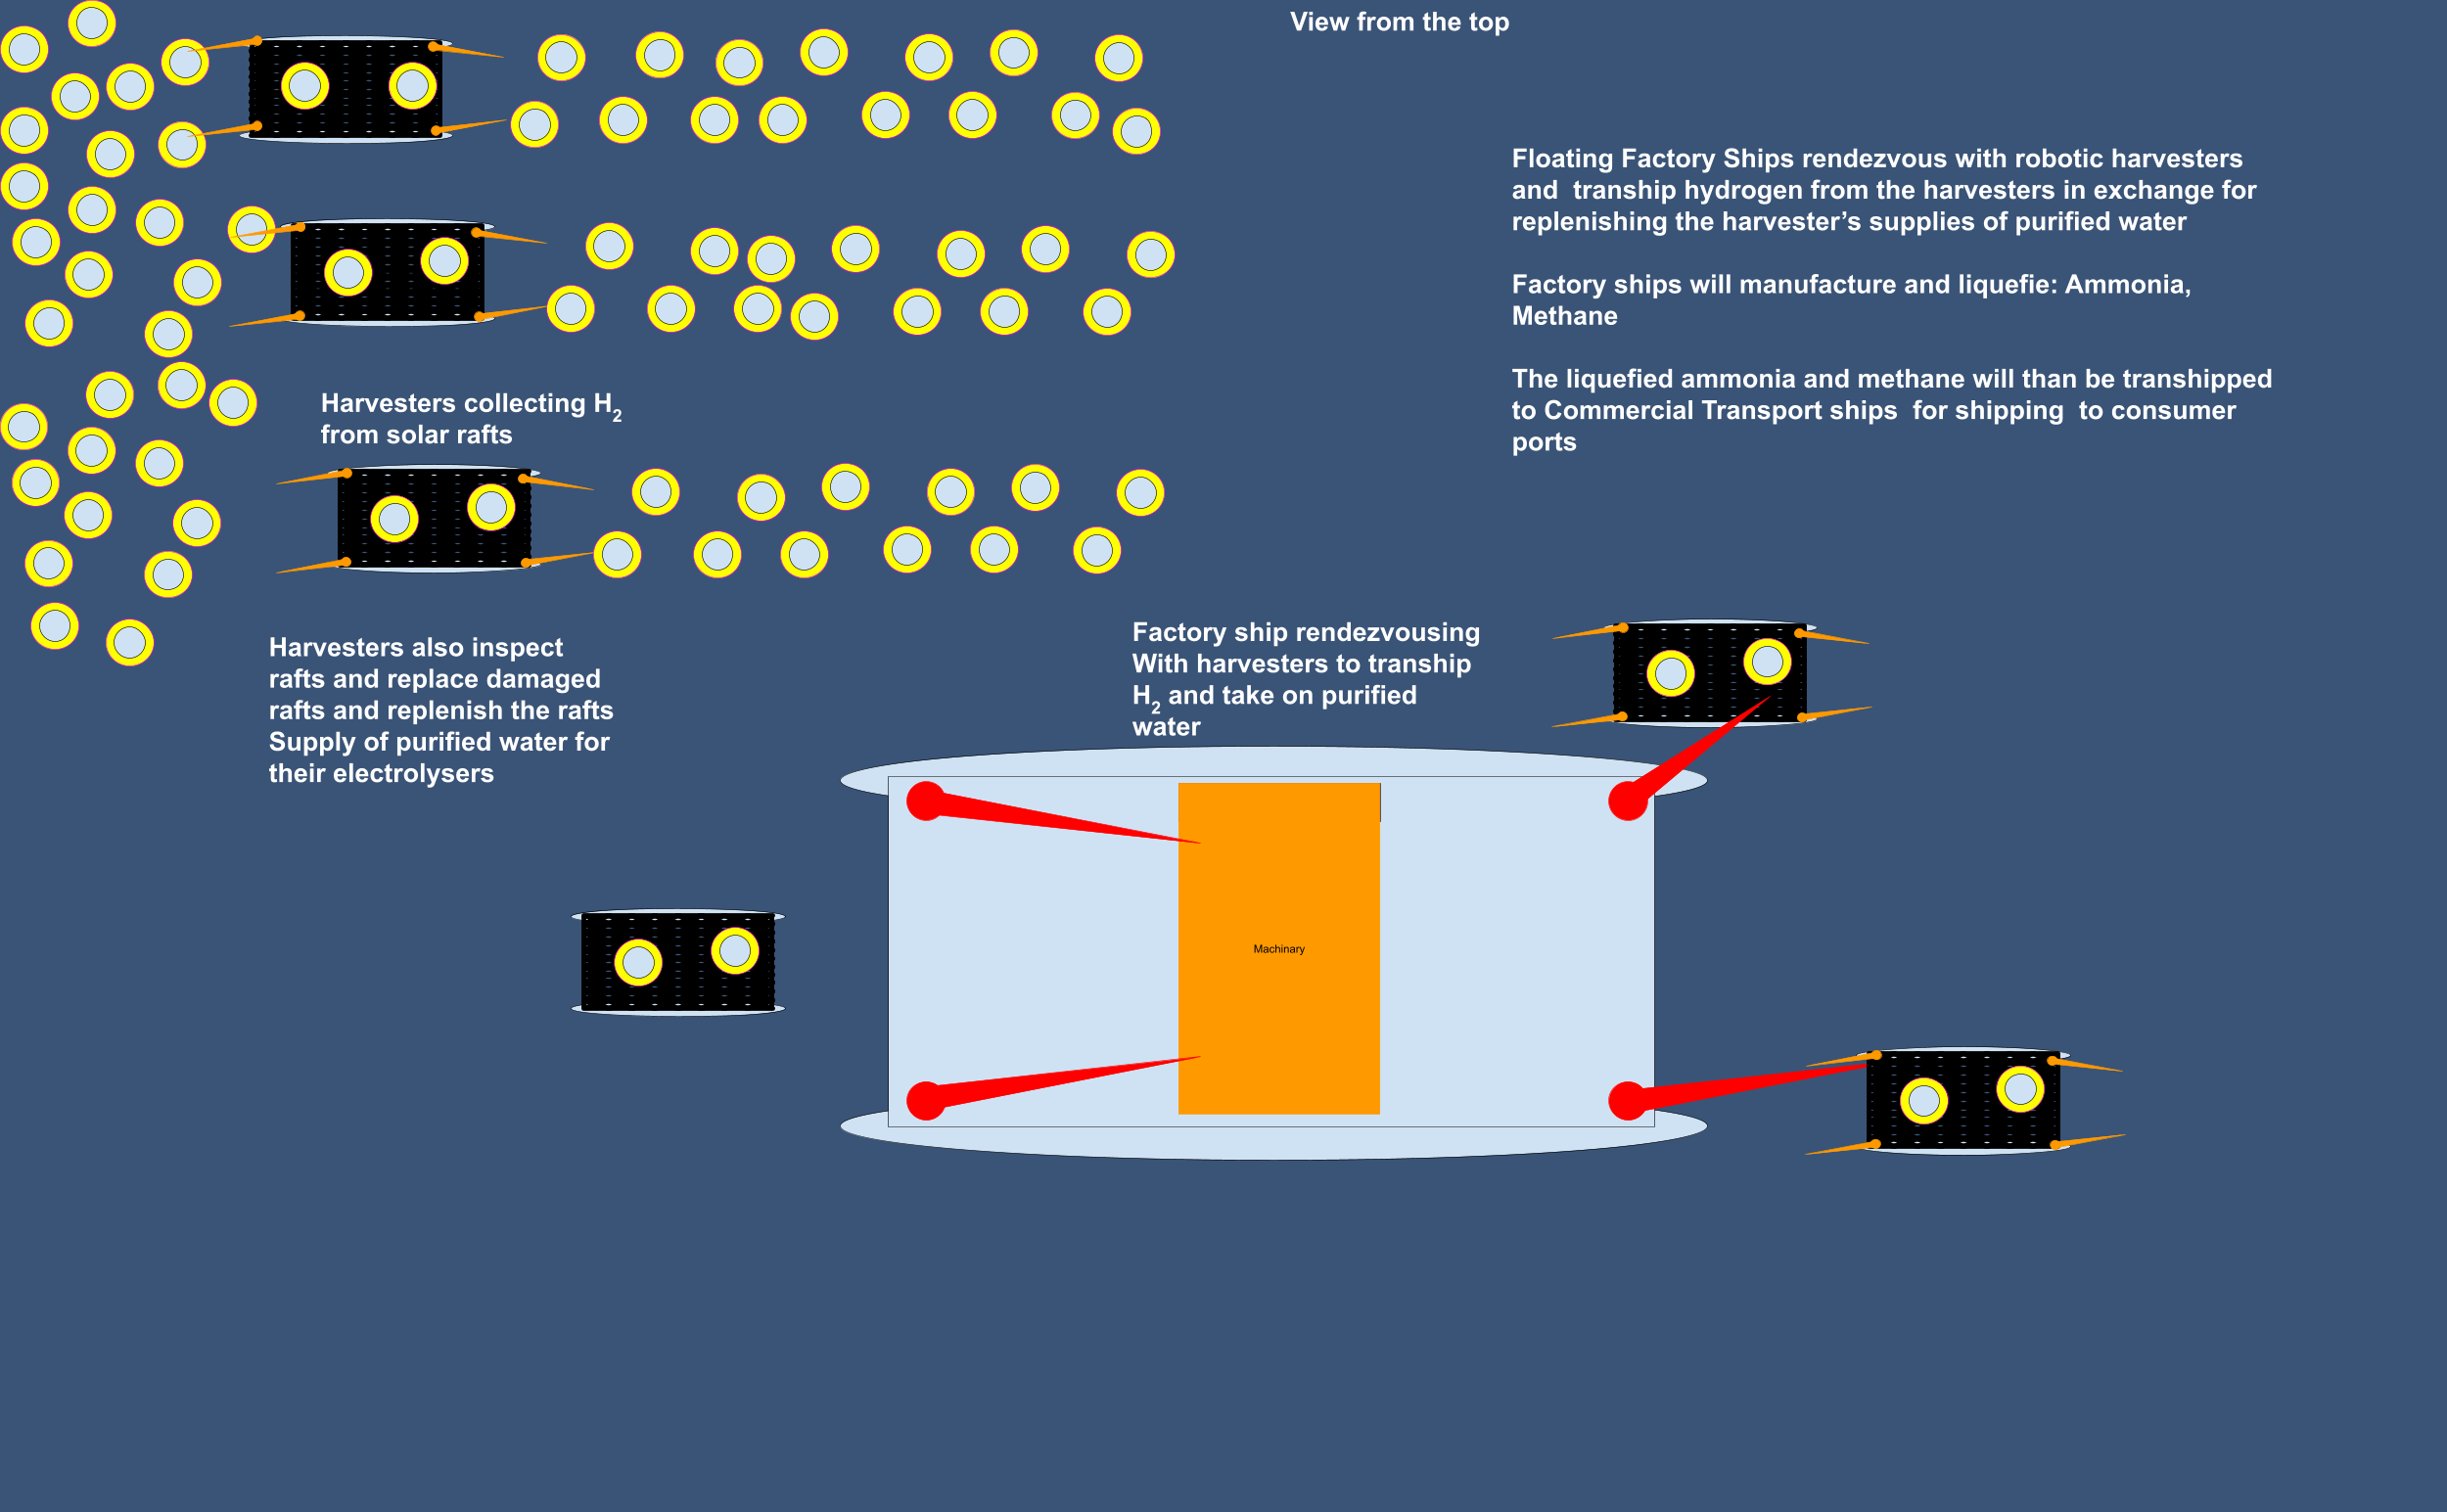 View from the top
Floating Factory Ships rendezvous with robotic harvesters
and  tranship hydrogen from the harvesters in exchange for
replenishing the harvester’s supplies of purified water
Factory ships will manufacture and liquefie: Ammonia,
Methane
The liquefied ammonia and methane will than be transhipped
to Commercial Transport ships  for shipping  to consumer
ports
Harvesters collecting H2
from solar rafts
Harvesters also inspect
rafts and replace damaged
rafts and replenish the rafts
Supply of purified water for
their electrolysers
Factory ship rendezvousing
With harvesters to tranship
H2 and take on purified
water
Machinary